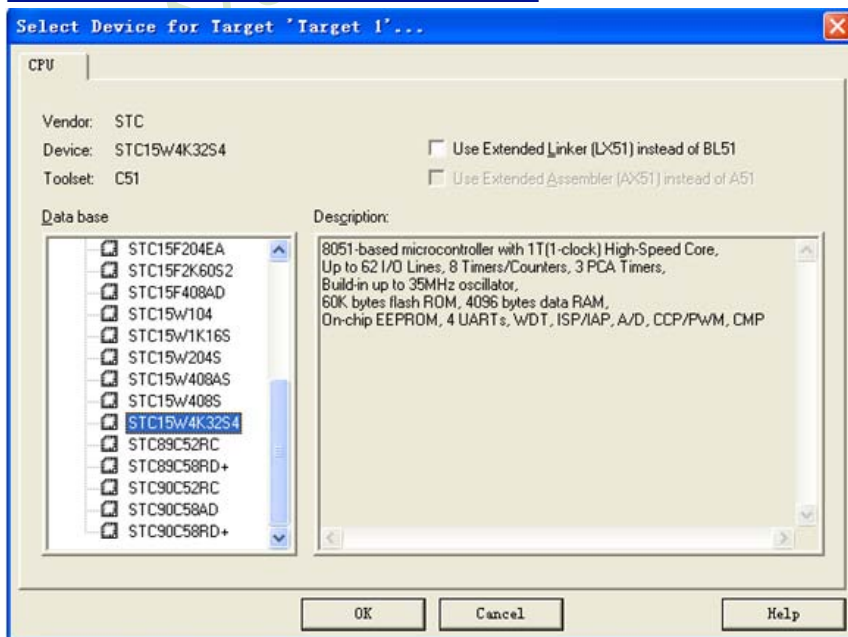 Select Device for Target 'Target 1'...
CPU
Vendor: STC
Device: STC15W4K32S4
Toolset: C51
Use Extended Linker (LX51) instead of BL51
Use Extended Assembler (AX51) instead of A51
Data base
STC15F204EA
STC15F2K60S2
STC15F408AD
STC15W104
STC15W1K16S
STC15W204S
STC15W408AS
STC15W408S
STC15W4K32S4
STC89C52RC
STC89C58RD+
STC90C52RC
STC90C58AD
STC90C58RD+
Description:
8051-based microcontroller with 1T(1-clock) High-Speed Core,
Up to 62 I/O Lines, 8 Timers/Counters, 3 PCA Timers,
Build-in up to 35MHz oscillator,
60K bytes flash ROM, 4096 bytes data RAM,
On-chip EEPROM, 4 UARTs, WDT, ISP/IAP, A/D, CCP/PWM, CMP
OK
Cancel
Help